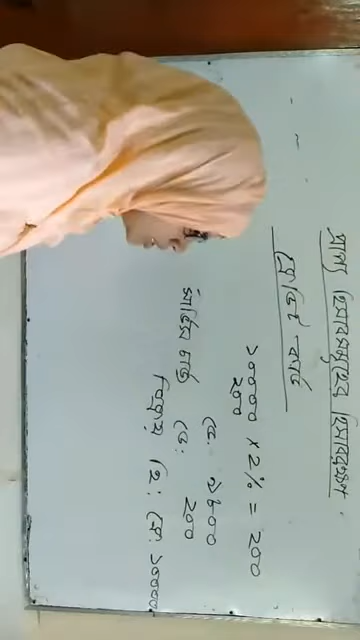 প্রাপ্য হিসাবসমূহের হিসাবরক্ষণ
ক্রেডিট কার্ড
১০০০০ × ২% = ২০০
২০০
ডে: ৯৮০০
ডে: ২০০
বিক্রয় হি: ক্রে: ১০০০০